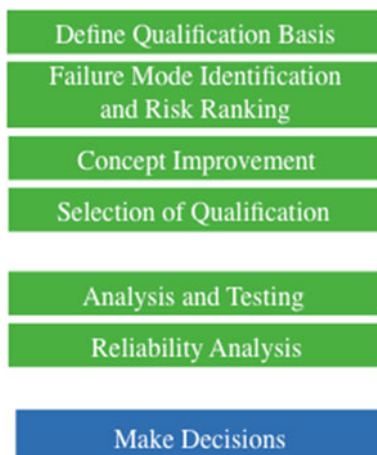 Define Qualification Basis
Failure Mode Identification
and Risk Ranking
Concept Improvement
Selection of Qualification
Analysis and Testing
Reliability Analysis
Make Decisions